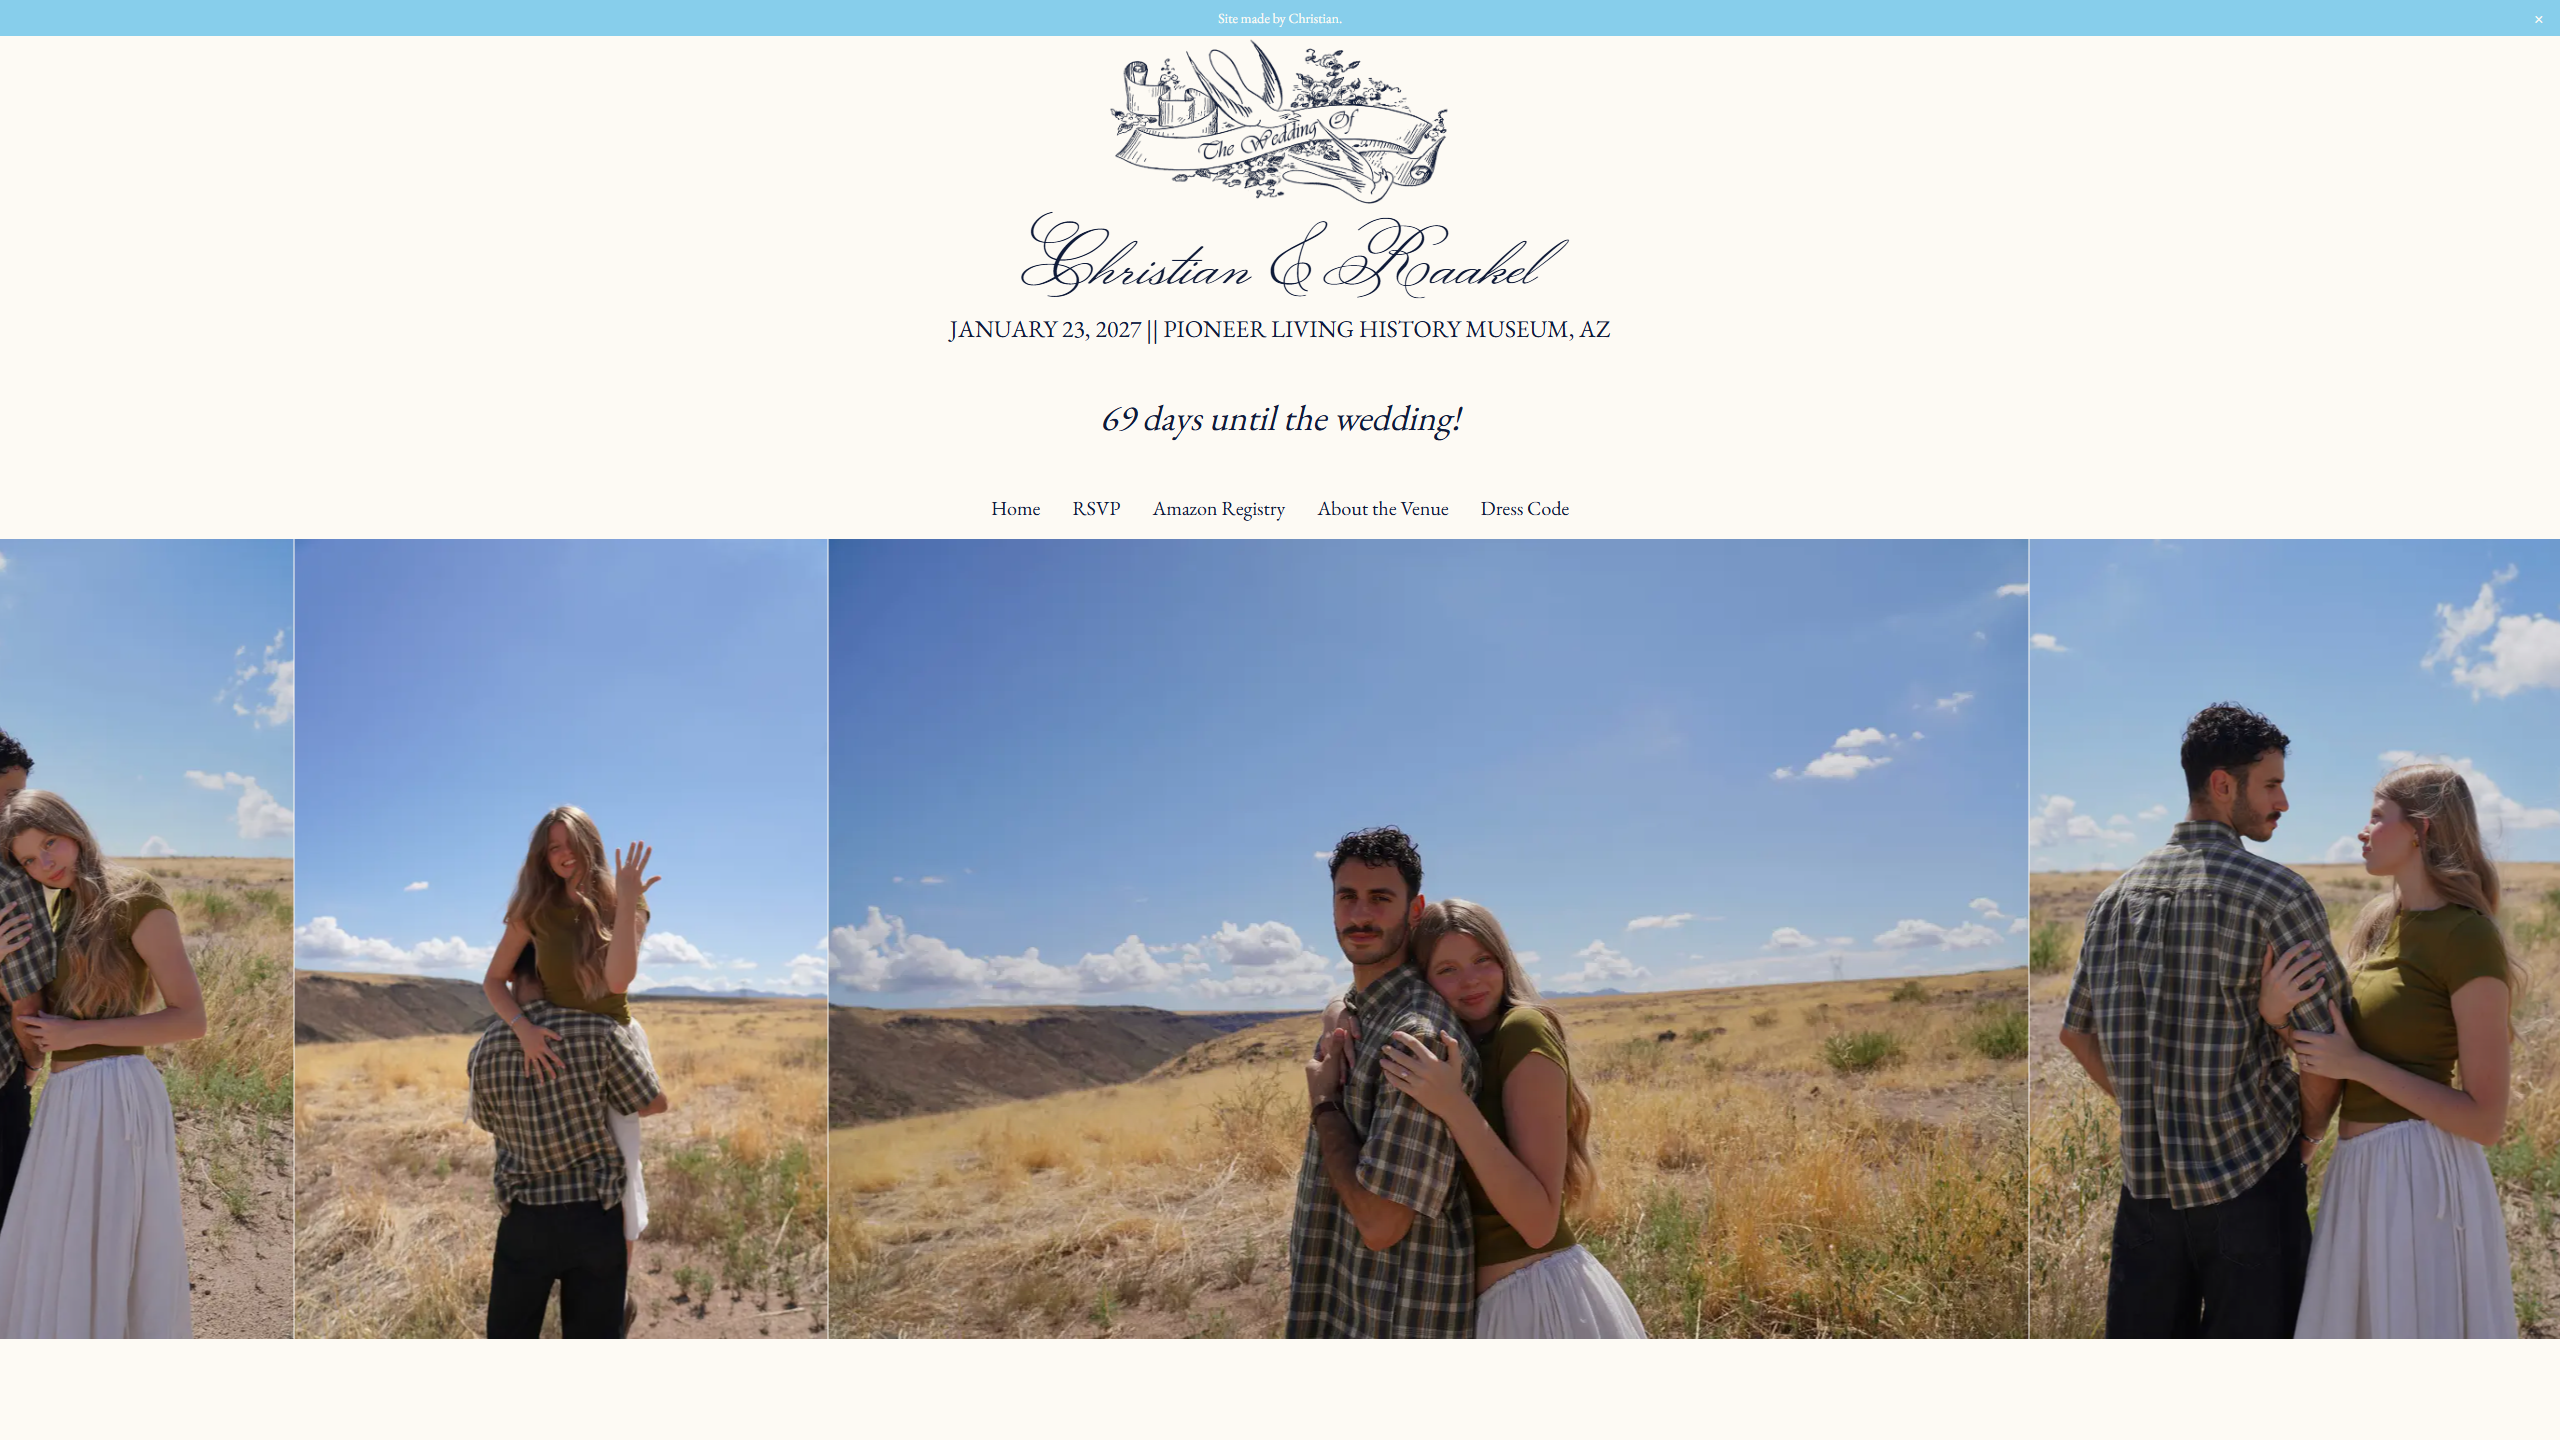 Site made by Christian.
×
The Wedding Of
Christian & Raakel
JANUARY 23, 2027 || PIONEER LIVING HISTORY MUSEUM, AZ
69 days until the wedding!
Home RSVP Amazon Registry About the Venue Dress Code